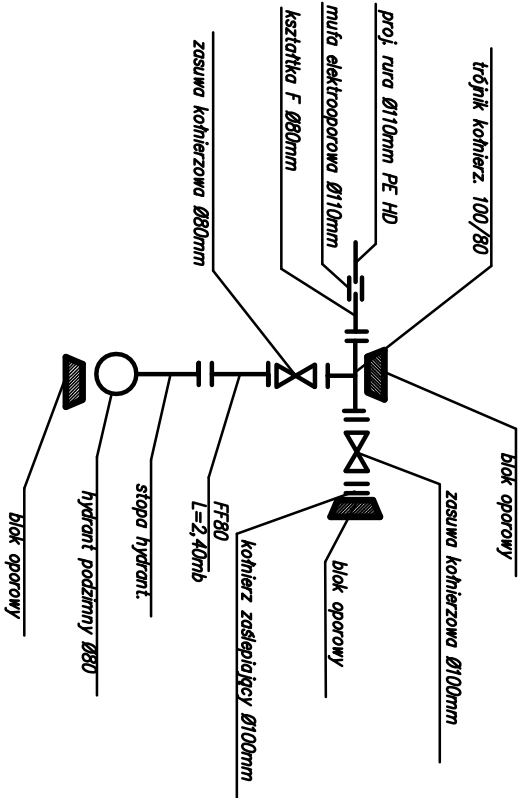 trójnik kołnierz. 100/80
proj. rura Ø110mm PE HD
mufa elektrooporowa Ø110mm
kształtka F Ø80mm
zasuwa kołnierzowa Ø80mm
blok oporowy
zasuwa kołnierzowa Ø100mm
blok oporowy
kołnierz zaślepiający Ø100mm
FF80
L=2,40mb
stopa hydrant.
hydrant podzimny Ø80
blok oporowy